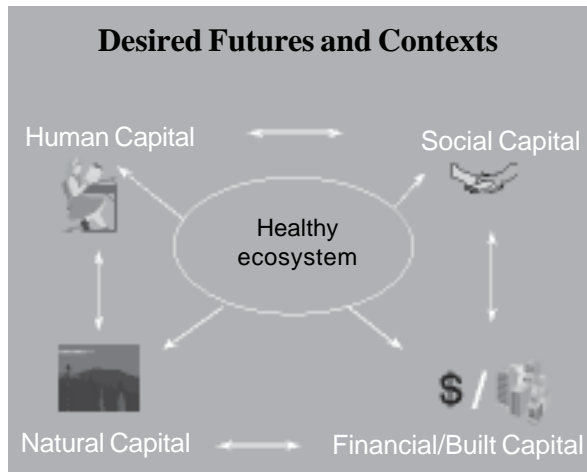 Desired Futures and Contexts
Human Capital
Social Capital
Healthy
ecosystem
$ /
Natural Capital
Financial/Built Capital